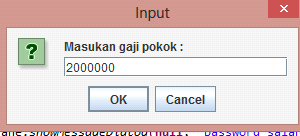 Input
Masukan gaji pokok :
2000000
OK
Cancel